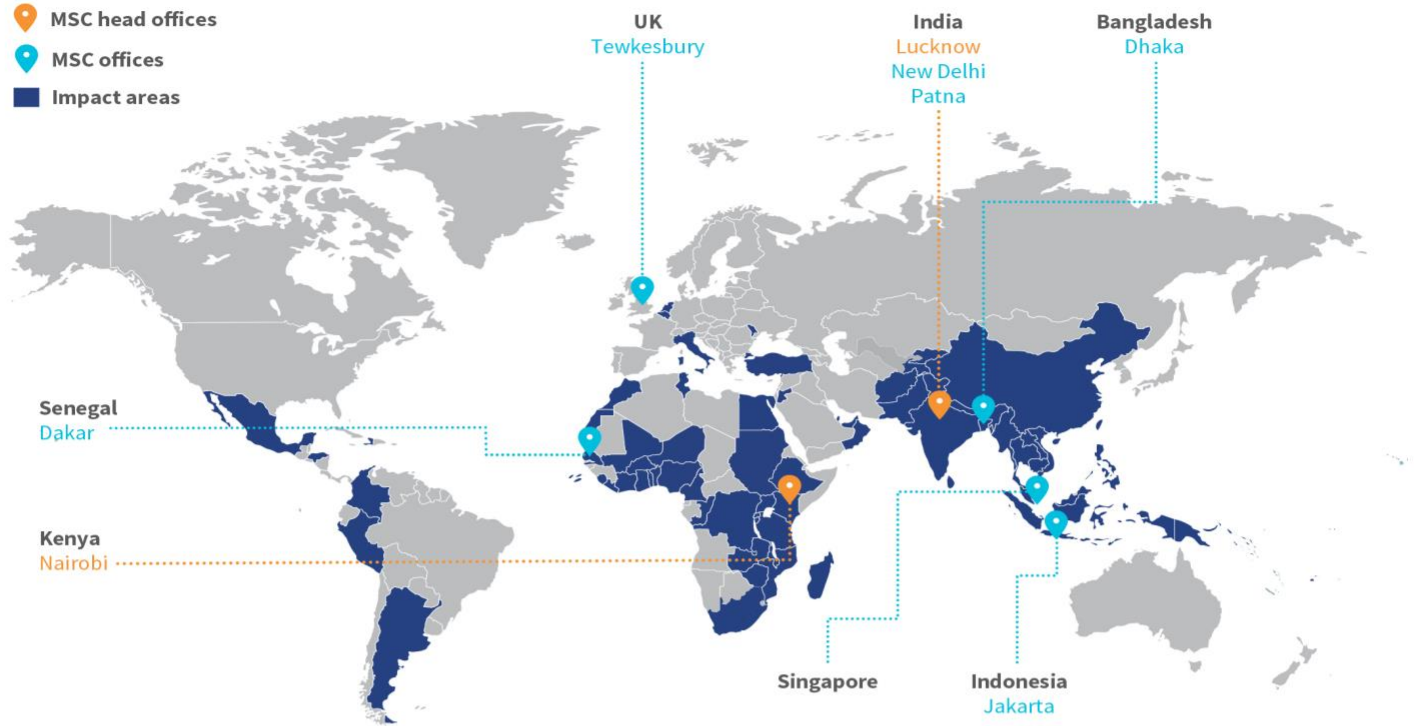 MSC head offices
MSC offices
Impact areas
UK
Tewkesbury
India
Lucknow
New Delhi
Patna
Bangladesh
Dhaka
Senegal
Dakar
Kenya
Nairobi
Singapore
Indonesia
Jakarta